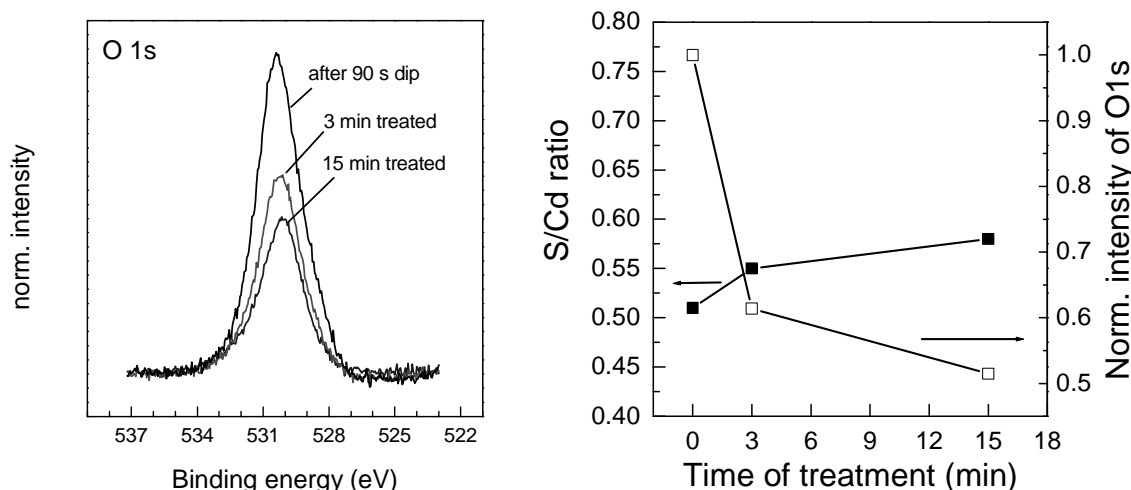 O 1s
after 90 s dip
3 min treated
15 min treated
norm. intensity
537 534 531 528 525 522
Binding energy (eV)
0.80
0.75
0.70
0.65
0.60
0.55
0.50
0.45
0.40
S/Cd ratio
1.0
0.9
0.8
0.7
0.6
0.5
Norm. intensity of O1s
0 3 6 9 12 15 18
Time of treatment (min)